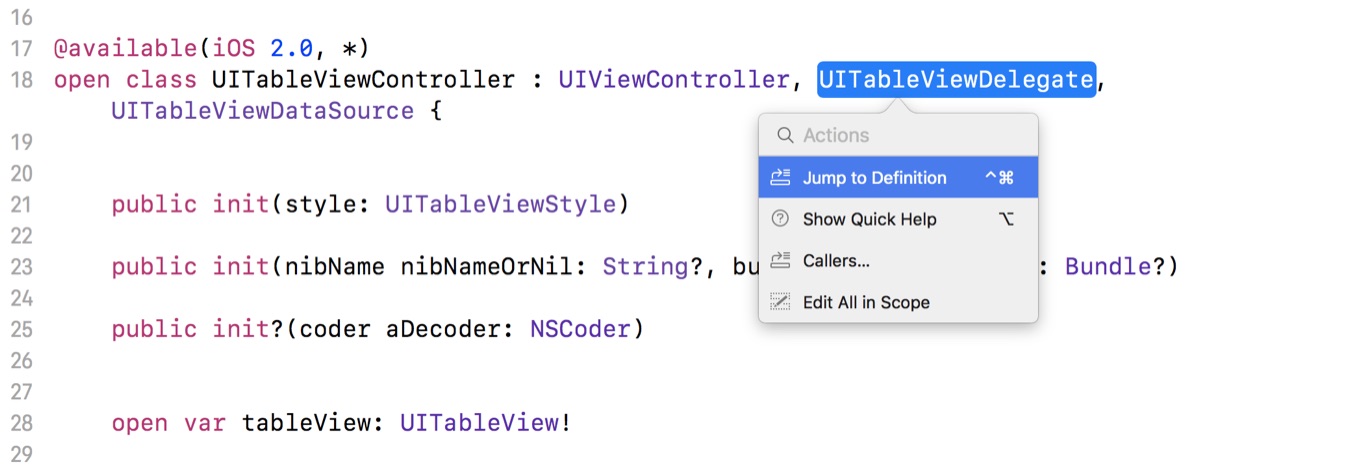 16
17 @available(iOS 2.0, *)
18 open class UITableViewController : UIViewController, UITableViewDelegate,
UITableViewDataSource {
Actions
19
20
Jump to Definition ^⌘
21 public init(style: UITableViewStyle)
Show Quick Help ⌥
22
23 public init(nibName nibNameOrNil: String?, bu : Bundle?)
Callers...
24
Edit All in Scope
25 public init?(coder aDecoder: NSCoder)
26
27
28 open var tableView: UITableView!
29